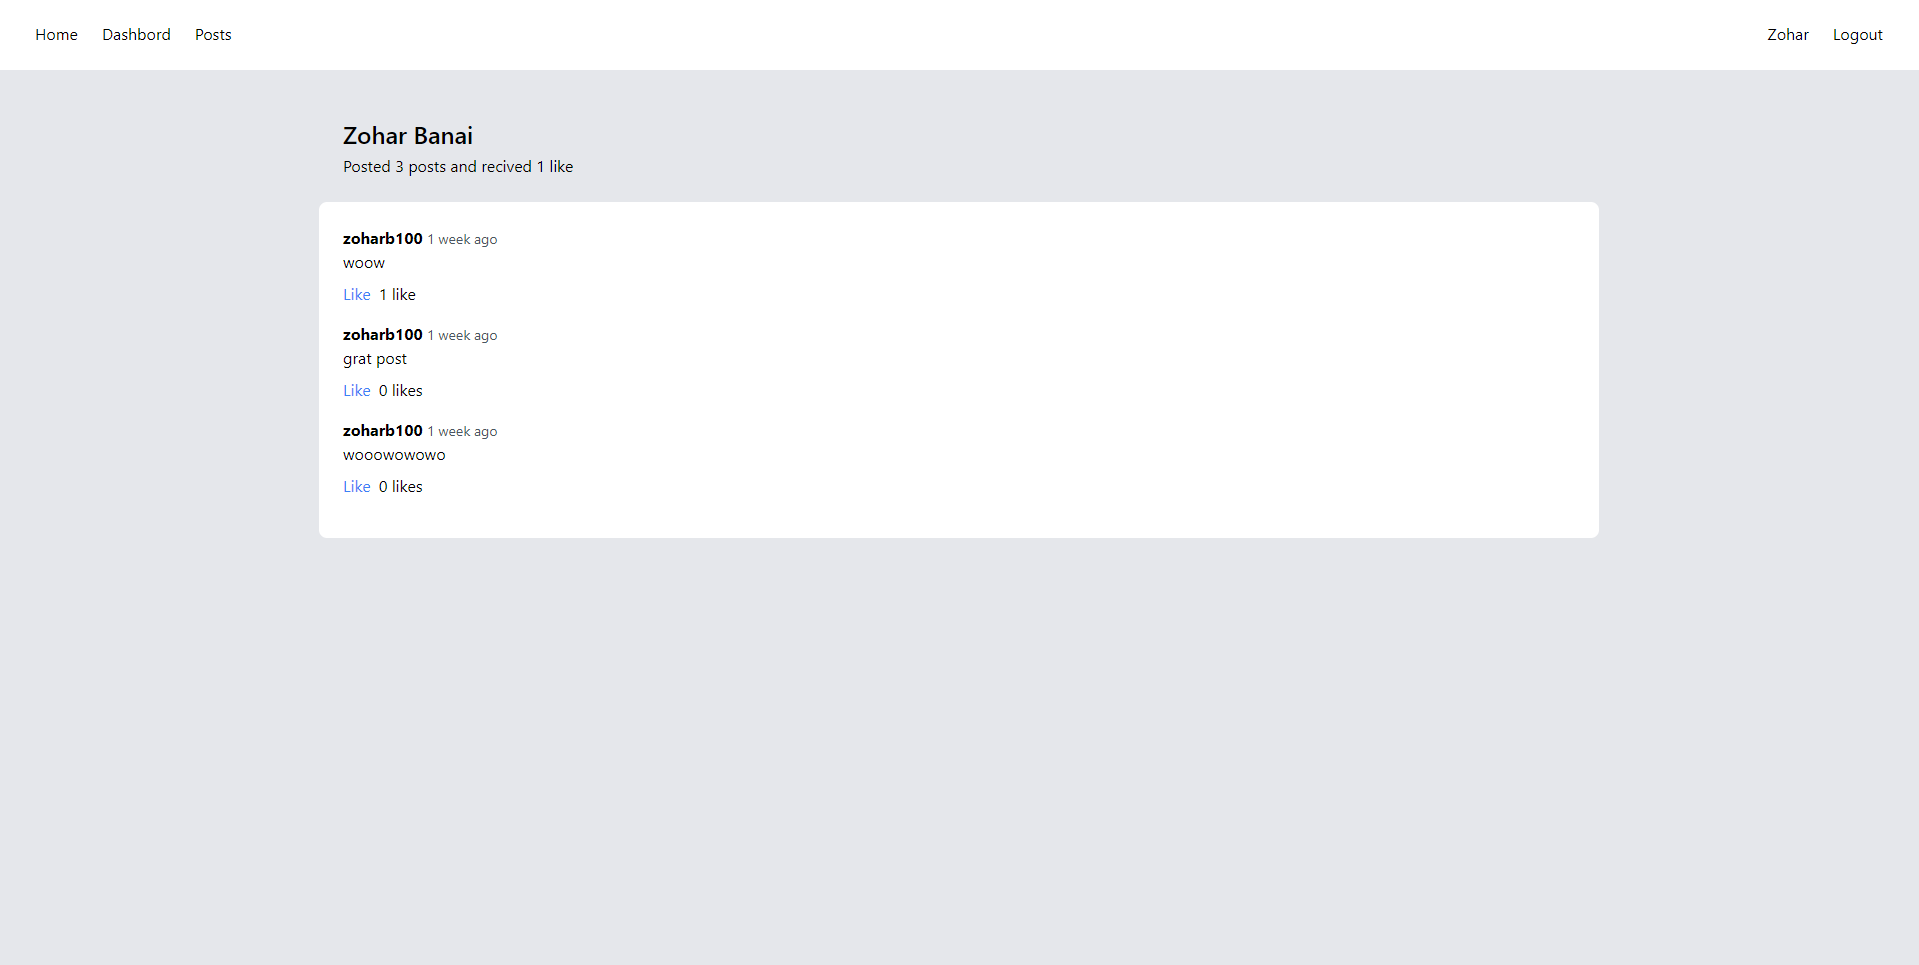 Home Dashbord Posts Zohar Logout
Zohar Banai
Posted 3 posts and recived 1 like
zoharb100 1 week ago
woow
Like 1 like
zoharb100 1 week ago
grat post
Like 0 likes
zoharb100 1 week ago
wooowowowo
Like 0 likes